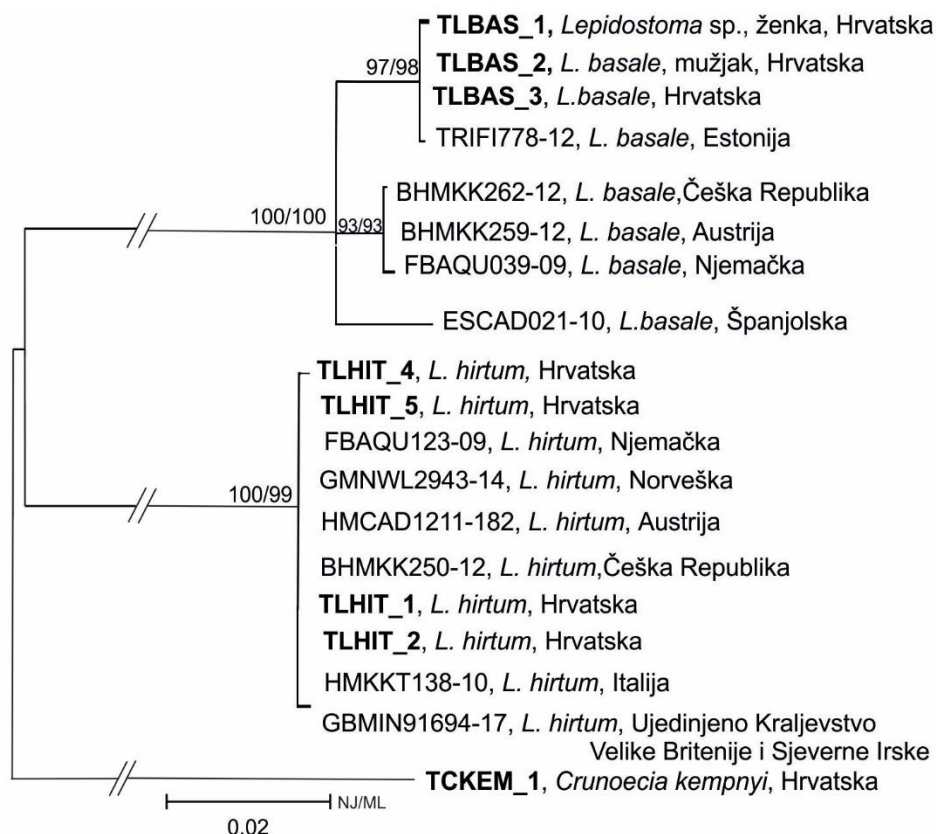 TLBAS_1, Lepidostoma sp., ženka, Hrvatska
97/98
TLBAS_2, L. basale, mužjak, Hrvatska
TLBAS_3, L.basale, Hrvatska
TRIFI778-12, L. basale, Estonija
BHMKK262-12, L. basale,Češka Republika
100/100
93/93
BHMKK259-12, L. basale, Austrija
FBAQU039-09, L. basale, Njemačka
ESCAD021-10, L.basale, Španjolska
TLHIT_4, L. hirtum, Hrvatska
TLHIT_5, L. hirtum, Hrvatska
FBAQU123-09, L. hirtum, Njemačka
GMNWL2943-14, L. hirtum, Norveška
100/99
HMCAD1211-182, L. hirtum, Austrija
BHMKK250-12, L. hirtum,Češka Republika
TLHIT_1, L. hirtum, Hrvatska
TLHIT_2, L. hirtum, Hrvatska
HMKKT138-10, L. hirtum, Italija
GBMIN91694-17, L. hirtum, Ujedinjeno Kraljevstvo
Velike Britenije i Sjeverne Irske
TCKEM_1, Crunoecia kempnyi, Hrvatska
NJ/ML
0.02